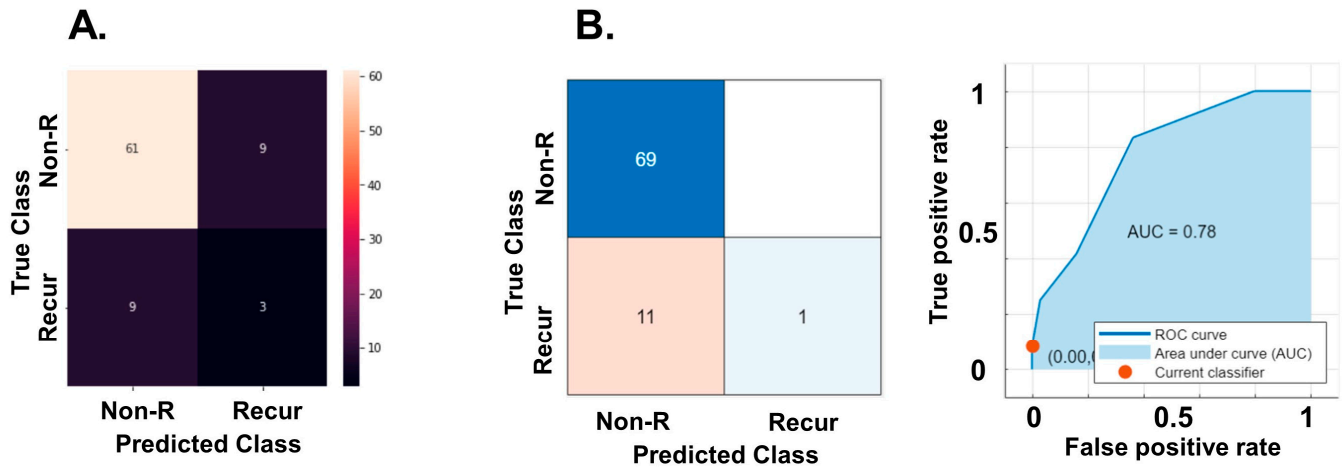 A.
B.
True Class
Non-R
Recur
61
9
9
3
60
50
40
30
20
10
Non-R
Recur
Predicted Class
True Class
Non-R
Recur
69
11
1
Non-R
Recur
Predicted Class
True positive rate
1
0.5
0
AUC = 0.78
(0.00,
ROC curve
Area under curve (AUC)
Current classifier
0
0.5
1
False positive rate